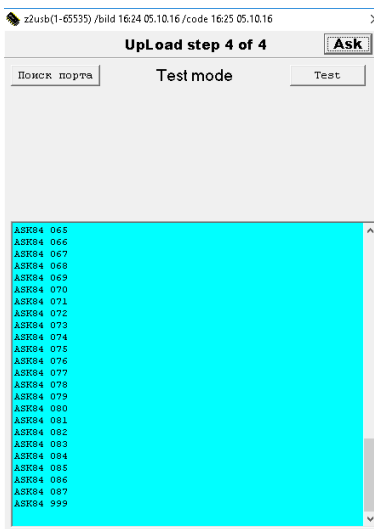 z2usb(1-65535) /bild 16:24 05.10.16 /code 16:25 05.10.16
UpLoad step 4 of 4
Ask
Поиск порта
Test mode
Test
ASK84 065
ASK84 066
ASK84 067
ASK84 068
ASK84 069
ASK84 070
ASK84 071
ASK84 072
ASK84 073
ASK84 074
ASK84 075
ASK84 076
ASK84 077
ASK84 078
ASK84 079
ASK84 080
ASK84 081
ASK84 082
ASK84 083
ASK84 084
ASK84 085
ASK84 086
ASK84 087
ASK84 999